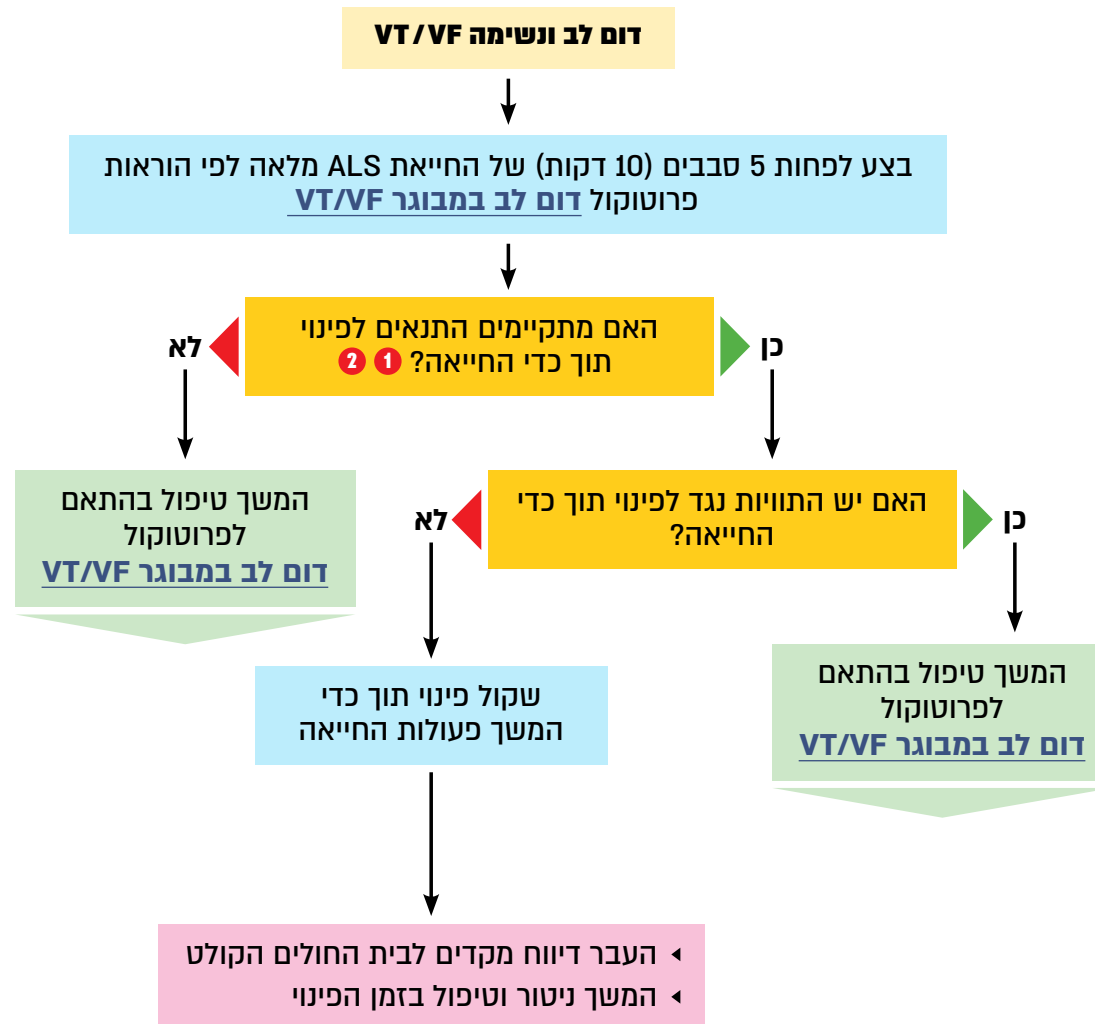 דום לב ונשימה VT/VF
בצע לפחות 5 סבבים (10 דקות) של החייאת ALS מלאה לפי הוראות
פרוטוקול דום לב במבוגר VT/VF
האם מתקיימים התנאים לפינוי
תוך כדי החייאה? 1 2
כן
לא
האם יש התוויות נגד לפינוי תוך כדי
החייאה?
כן
לא
המשך טיפול בהתאם
לפרוטוקול
דום לב במבוגר VT/VF
המשך טיפול בהתאם
לפרוטוקול
דום לב במבוגר VT/VF
שקול פינוי תוך כדי
המשך פעולות החייאה
העבר דיווח מקדים לבית החולים הקולט
המשך ניטור וטיפול בזמן הפינוי